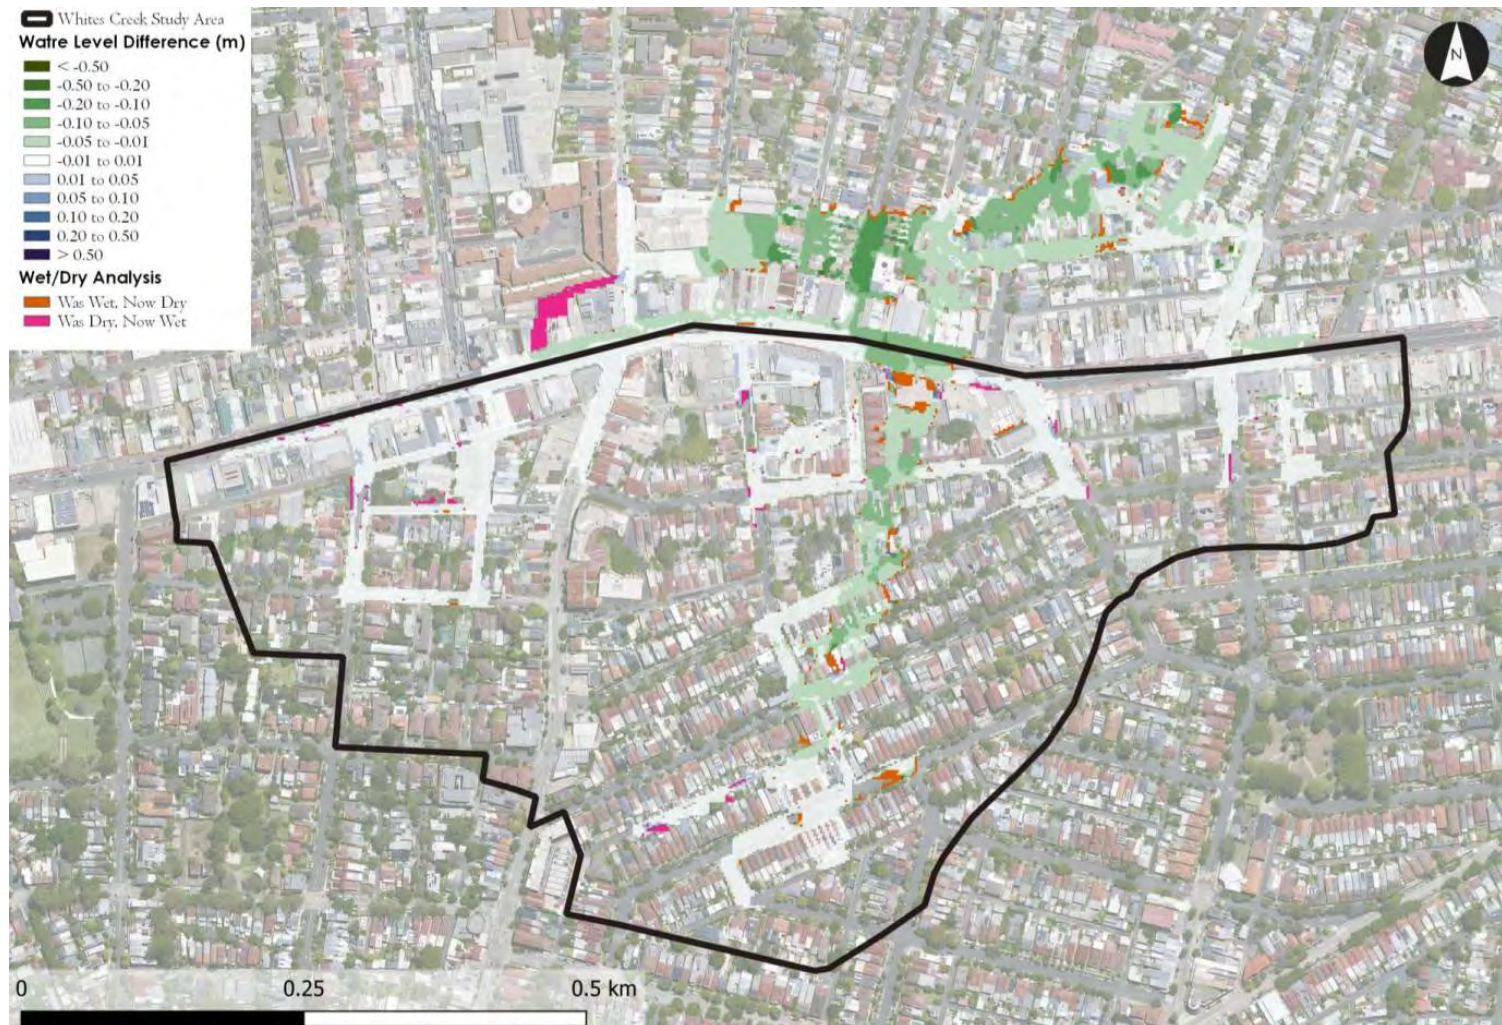 Whites Creek Study Area
Watre Level Difference (m)
< -0.50
-0.50 to -0.20
-0.20 to -0.10
-0.10 to -0.05
-0.05 to -0.01
-0.01 to 0.01
0.01 to 0.05
0.05 to 0.10
0.10 to 0.20
0.20 to 0.50
> 0.50
Wet/Dry Analysis
Was Wet, Now Dry
Was Dry, Now Wet
N
0 0.25 0.5 km